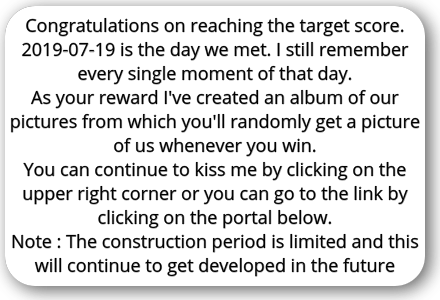 Congratulations on reaching the target score.
2019-07-19 is the day we met. I still remember
every single moment of that day.
As your reward I've created an album of our
pictures from which you'll randomly get a picture
of us whenever you win.
You can continue to kiss me by clicking on the
upper right corner or you can go to the link by
clicking on the portal below.
Note : The construction period is limited and this
will continue to get developed in the future